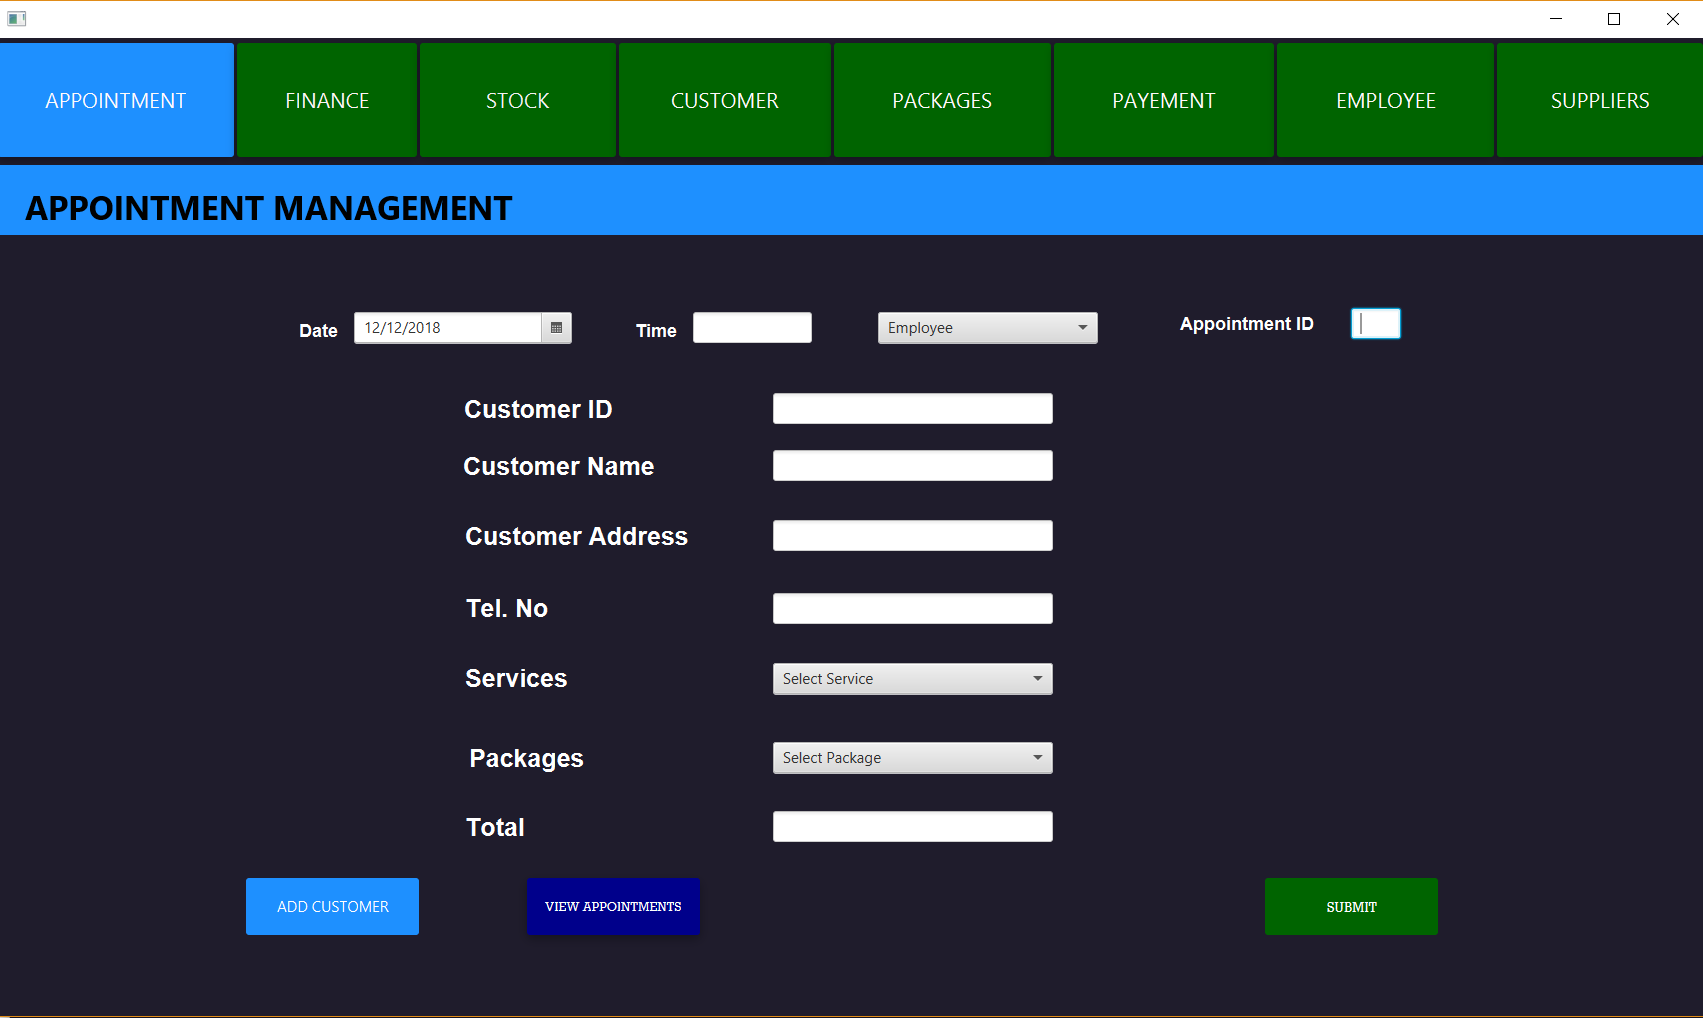 APPOINTMENT FINANCE STOCK CUSTOMER PACKAGES PAYEMENT EMPLOYEE SUPPLIERS
APPOINTMENT MANAGEMENT
Date 12/12/2018 Time Employee Appointment ID
Customer ID
Customer Name
Customer Address
Tel. No
Services Select Service
Packages Select Package
Total
ADD CUSTOMER VIEW APPOINTMENTS SUBMIT